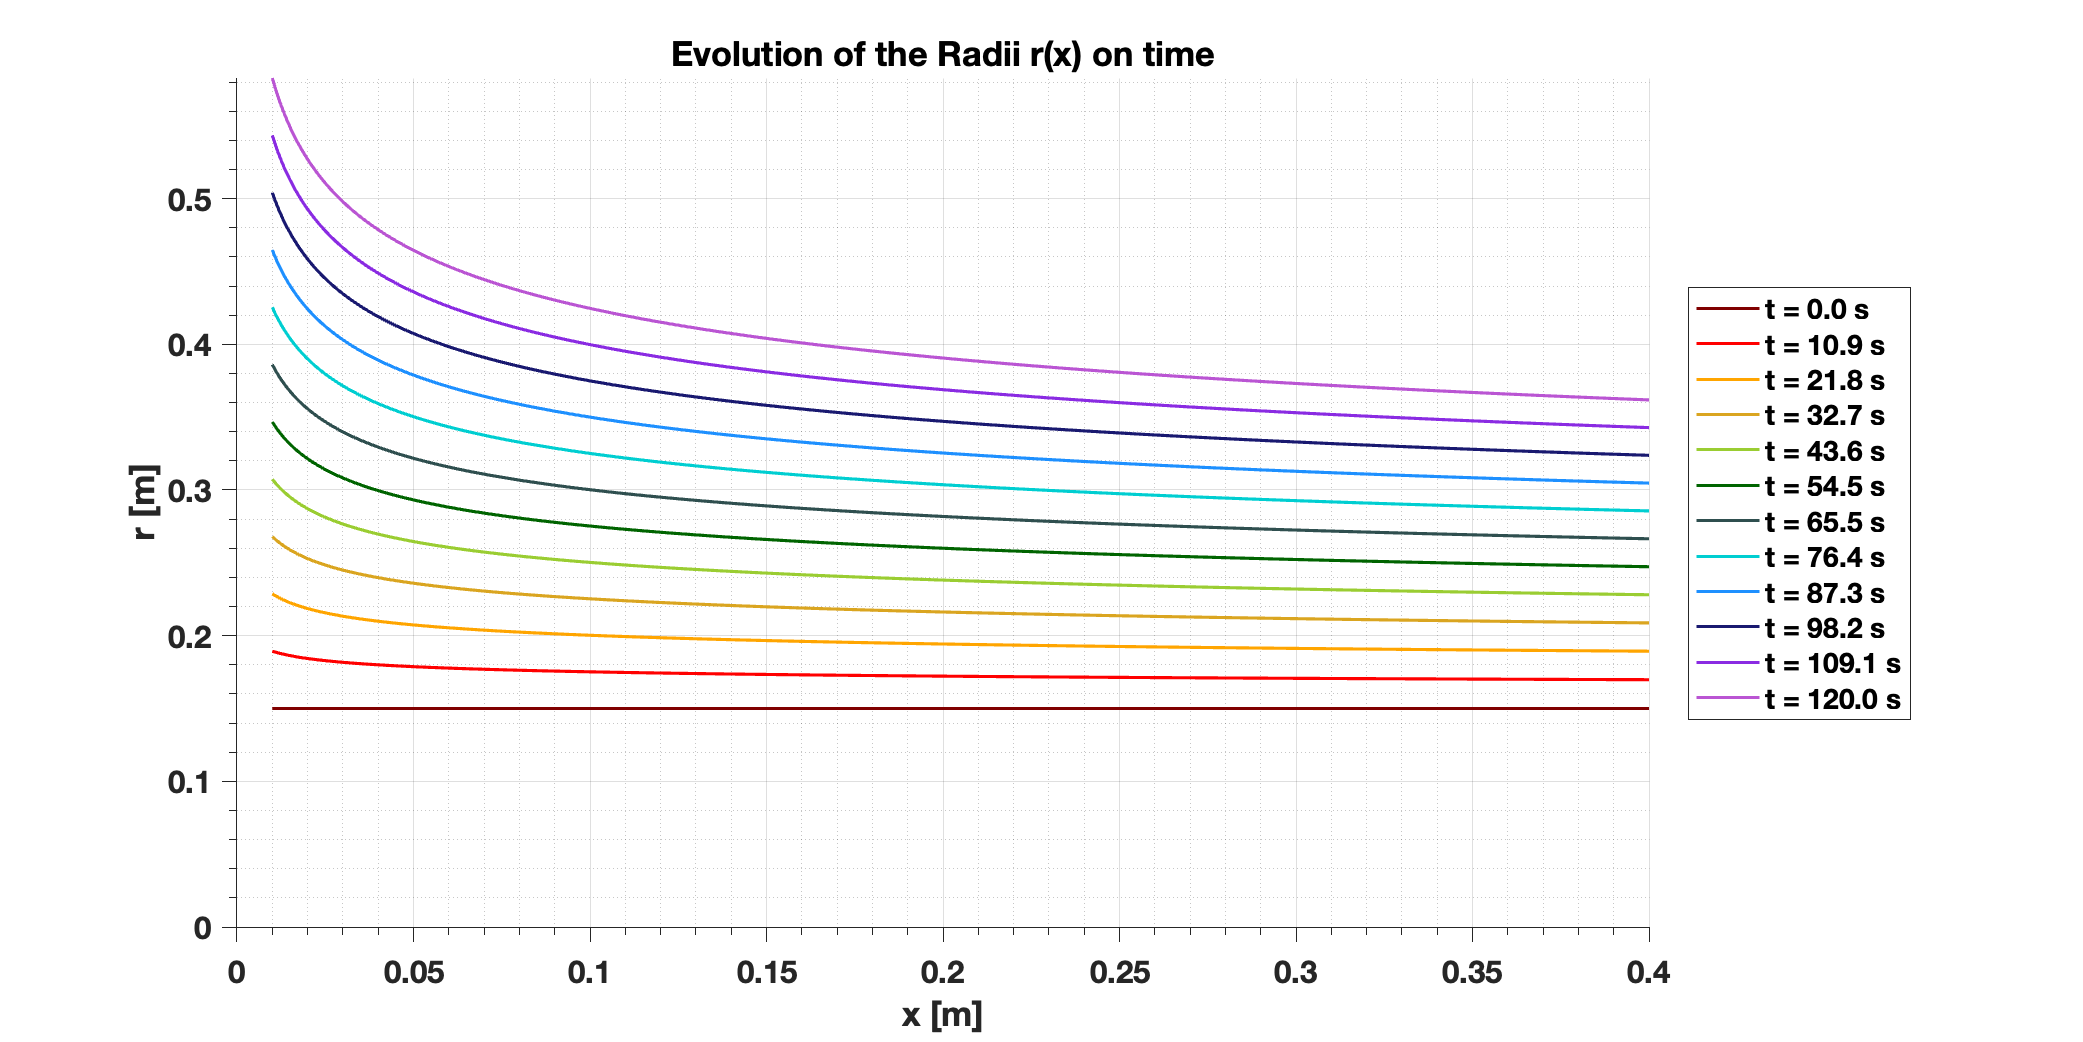 Evolution of the Radii r(x) on time
0.5
0.4
0.3
0.2
0.1
0
r [m]
0 0.05 0.1 0.15 0.2 0.25 0.3 0.35 0.4
x [m]
t = 0.0 s
t = 10.9 s
t = 21.8 s
t = 32.7 s
t = 43.6 s
t = 54.5 s
t = 65.5 s
t = 76.4 s
t = 87.3 s
t = 98.2 s
t = 109.1 s
t = 120.0 s